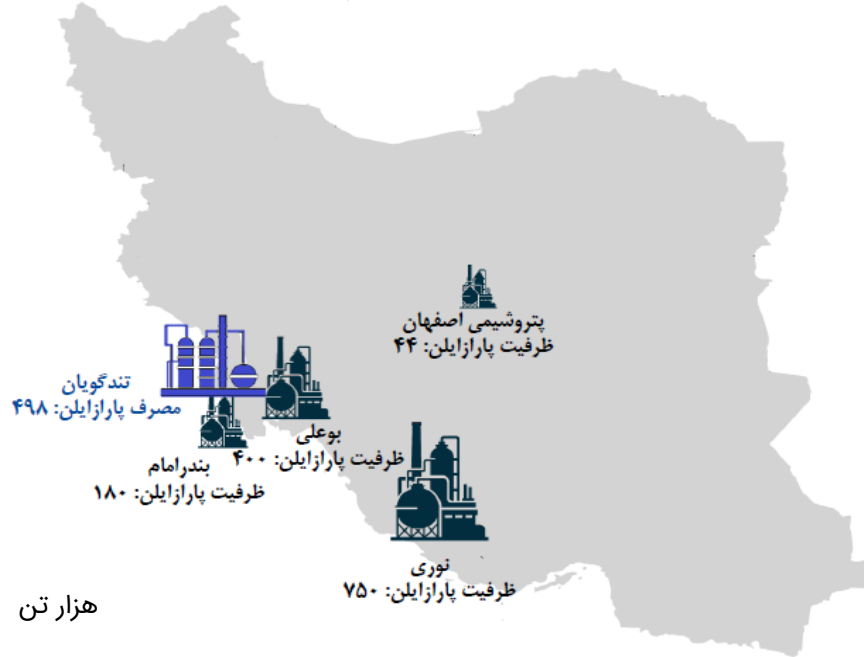 پتروشیمی اصفهان
ظرفیت پارازایلن: ۴۴
تندگویان
مصرف پارازایلن: ۴۹۸
بوعلی
ظرفیت پارازایلن: ۴۰۰
بندرامام
ظرفیت پارازایلن: ۱۸۰
نوری
ظرفیت پارازایلن: ۷۵۰
هزار تن